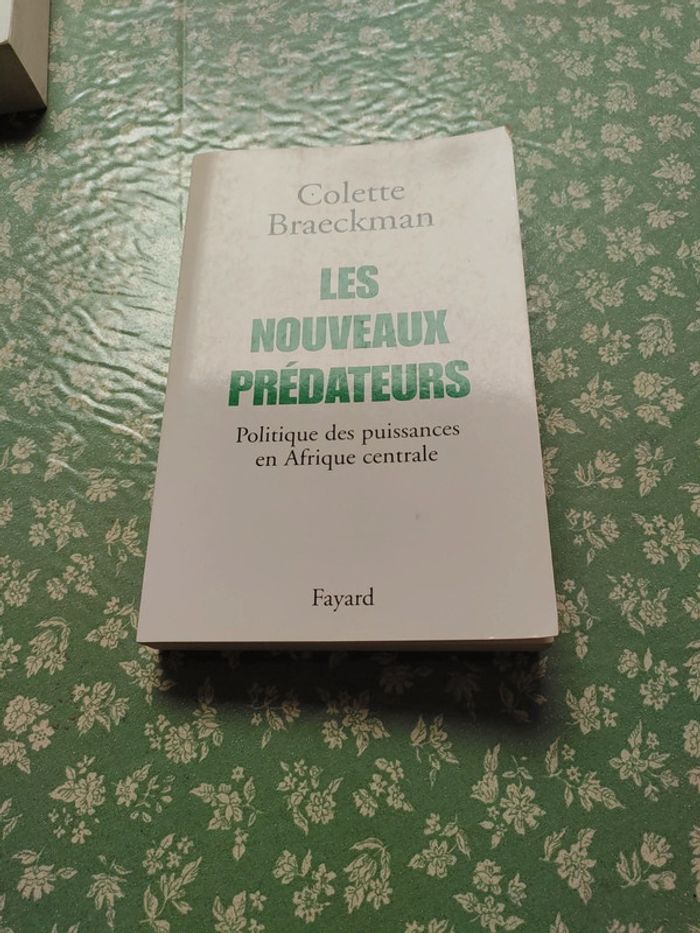 Colette
Braeckman
LES
NOUVEAUX
PRÉDATEURS
Politique des puissances
en Afrique centrale
Fayard